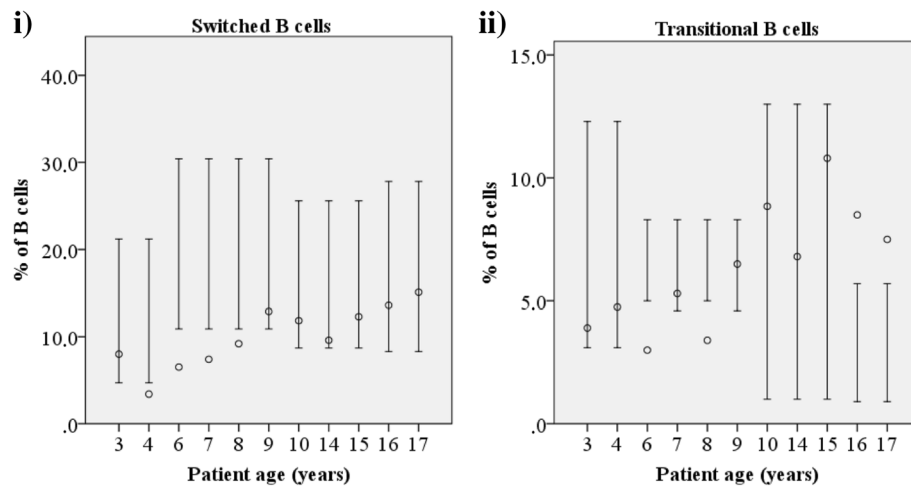 i)
Switched B cells
% of B cells
40.0
30.0
20.0
10.0
.0
3 4 6 7 8 9 10 14 15 16 17
Patient age (years)
ii)
Transitional B cells
% of B cells
15.0
10.0
5.0
.0
3 4 6 7 8 9 10 14 15 16 17
Patient age (years)